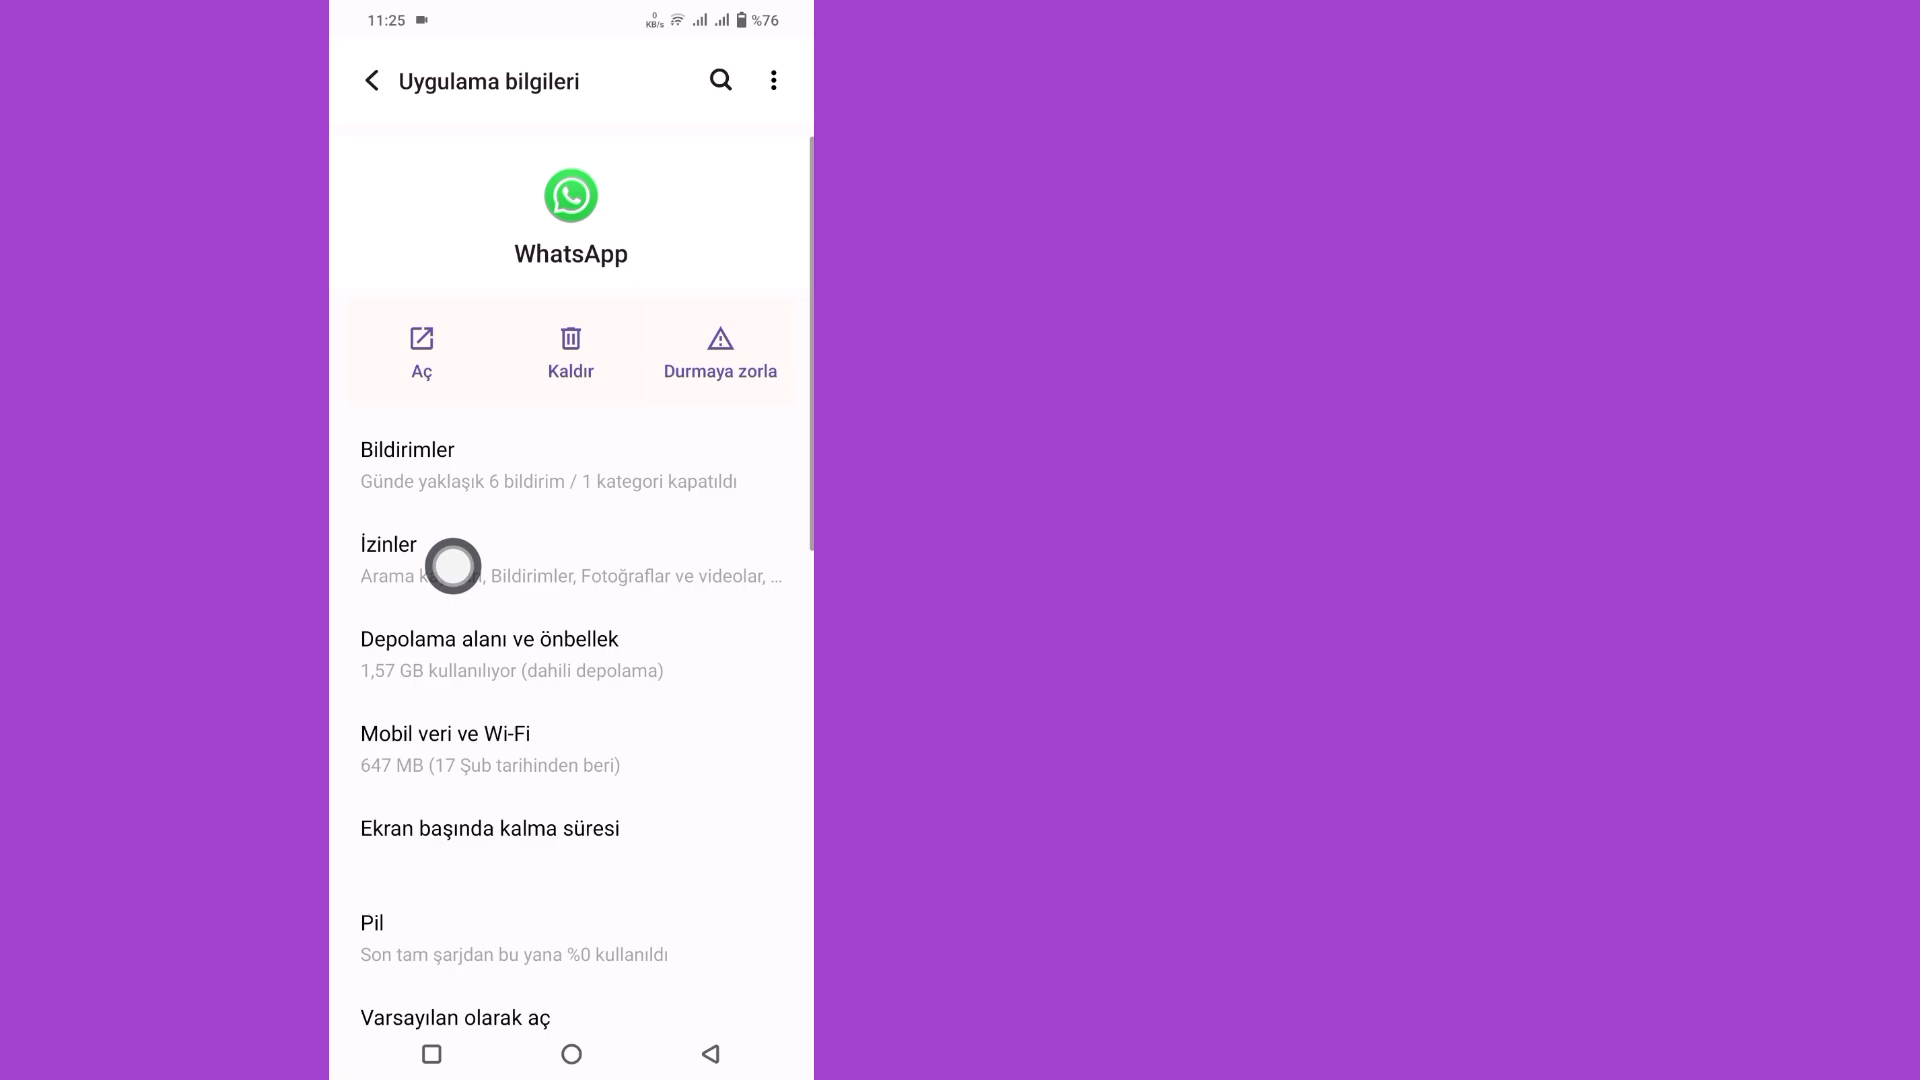 11:25
0
KB/s
%76
Uygulama bilgileri
WhatsApp
Aç
Kaldır
Durmaya zorla
Bildirimler
Günde yaklaşık 6 bildirim / 1 kategori kapatıldı
İzinler
Arama , Bildirimler, Fotoğraflar ve videolar, ...
Depolama alanı ve önbellek
1,57 GB kullanılıyor (dahili depolama)
Mobil veri ve Wi-Fi
647 MB (17 Şub tarihinden beri)
Ekran başında kalma süresi
Pil
Son tam şarjdan bu yana %0 kullanıldı
Varsayılan olarak aç